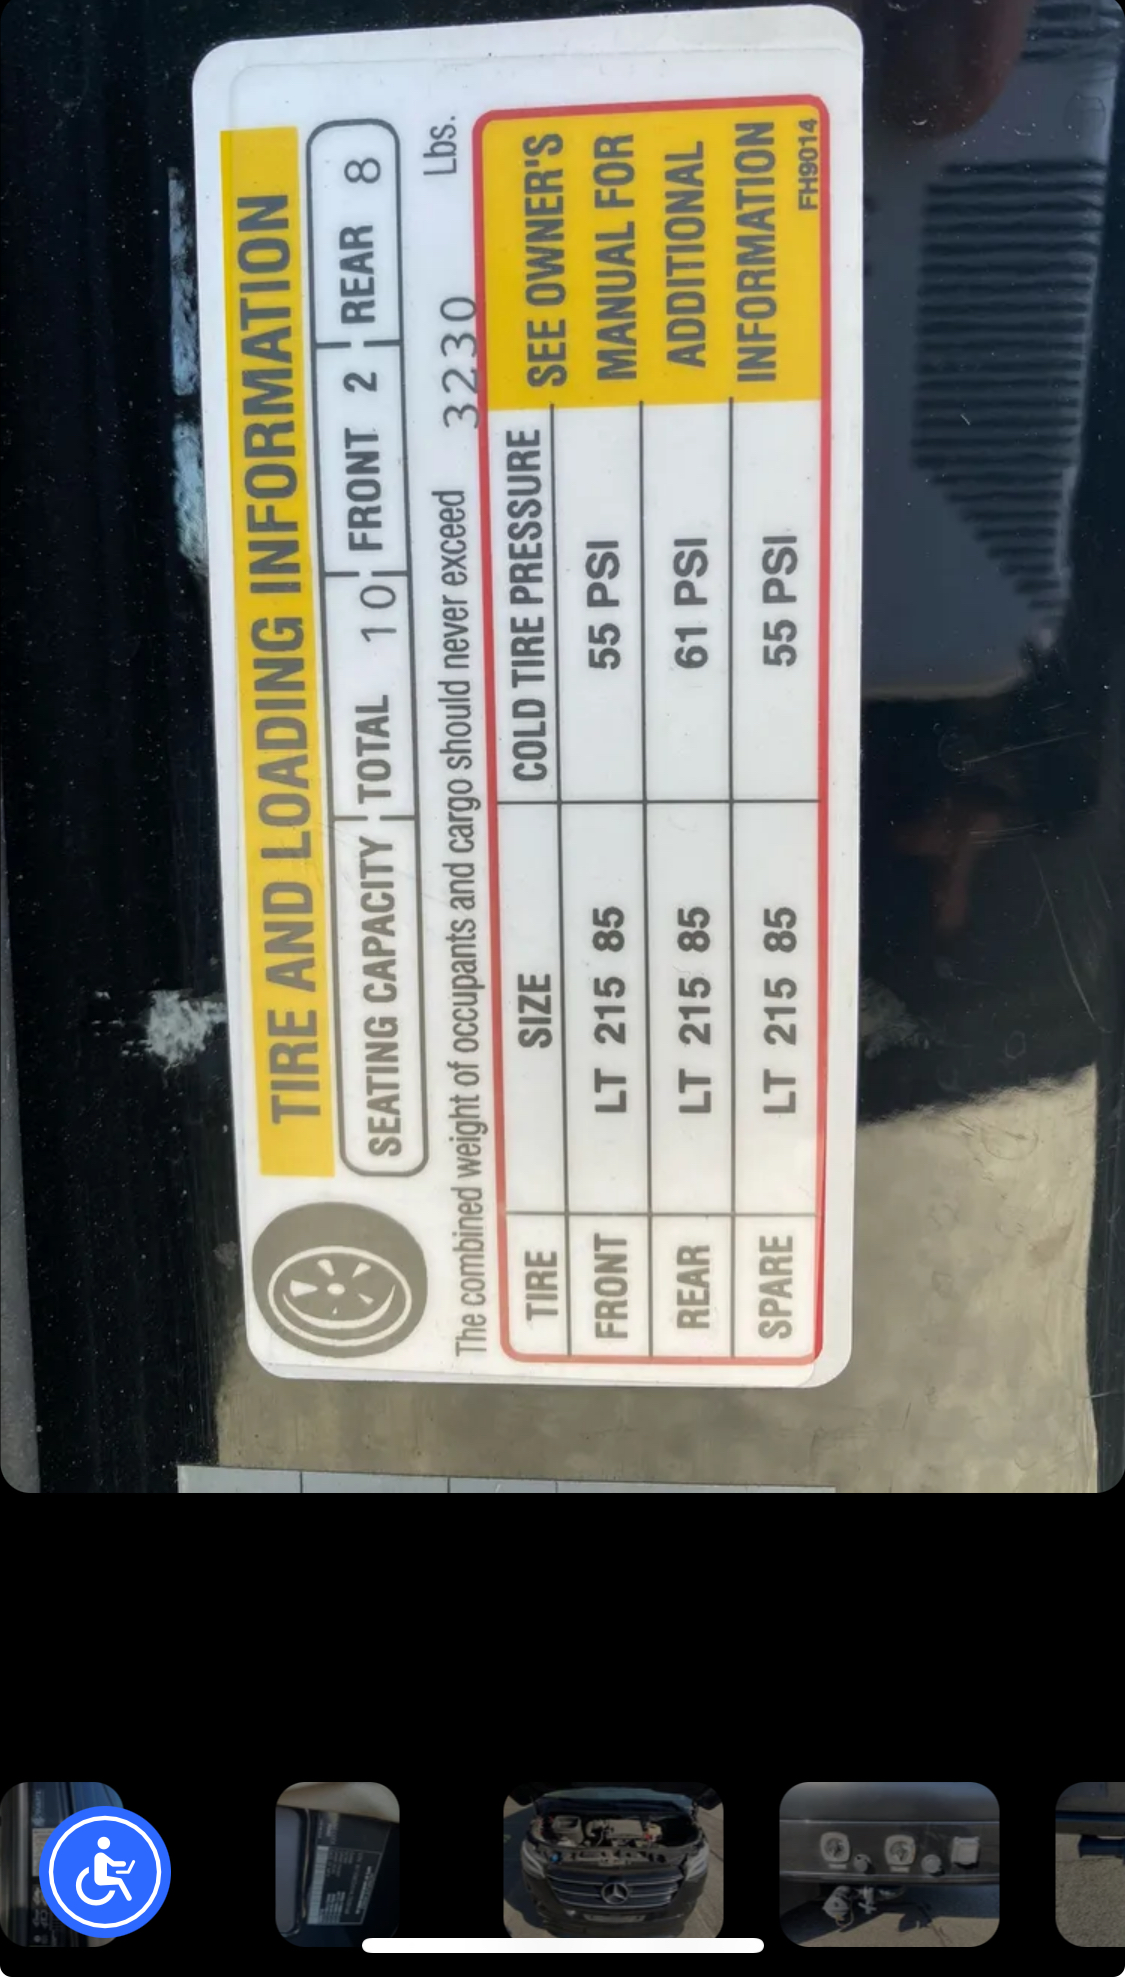 TIRE AND LOADING INFORMATION
SEATING CAPACITY TOTAL 10 FRONT 2 REAR 8
The combined weight of occupants and cargo should never exceed 3230 Lbs.
TIRE SIZE COLD TIRE PRESSURE SEE OWNER'S
FRONT LT 215 85 55 PSI MANUAL FOR
REAR LT 215 85 61 PSI ADDITIONAL
SPARE LT 215 85 55 PSI INFORMATION
FH9014